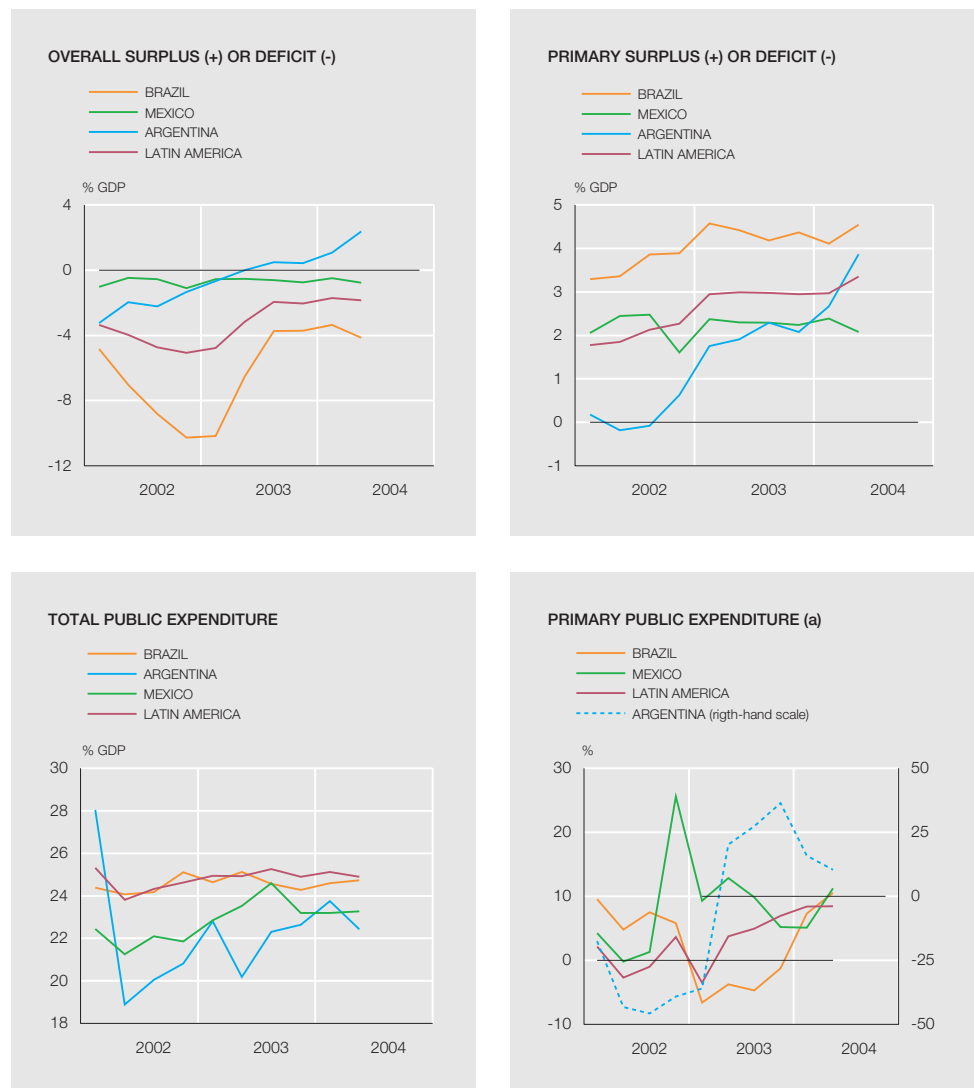 OVERALL SURPLUS (+) OR DEFICIT (-)
BRAZIL
MEXICO
ARGENTINA
LATIN AMERICA
% GDP
4
0
-4
-8
-12
2002 2003 2004
PRIMARY SURPLUS (+) OR DEFICIT (-)
BRAZIL
MEXICO
ARGENTINA
LATIN AMERICA
% GDP
5
4
3
2
1
0
-1
2002 2003 2004
TOTAL PUBLIC EXPENDITURE
BRAZIL
ARGENTINA
MEXICO
LATIN AMERICA
% GDP
30
28
26
24
22
20
18
2002 2003 2004
PRIMARY PUBLIC EXPENDITURE (a)
BRAZIL
MEXICO
LATIN AMERICA
ARGENTINA (rigth-hand scale)
%
30 50
20 25
10 0
0 -25
-10 -50
2002 2003 2004